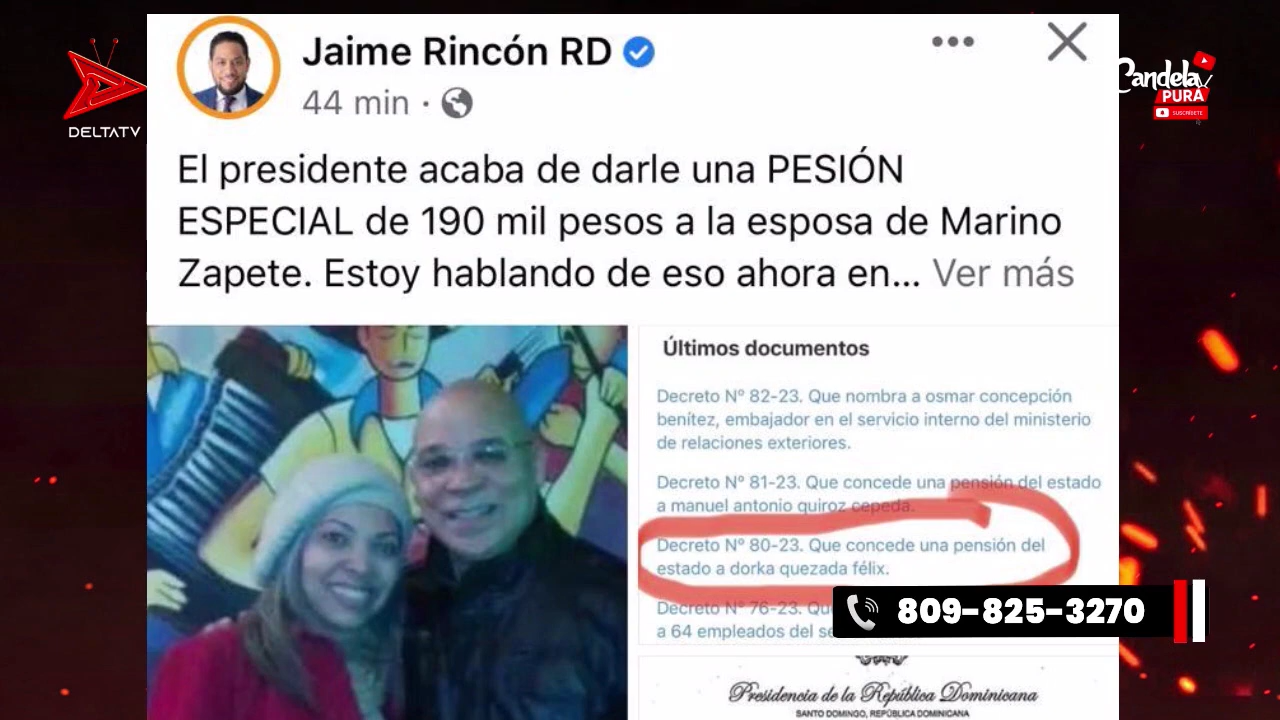 Jaime Rincón RD
44 min ·
El presidente acaba de darle una PESIÓN
ESPECIAL de 190 mil pesos a la esposa de Marino
Zapete. Estoy hablando de eso ahora en... Ver más
DELTATV
Candela
PURA
SUSCRÍBETE
Últimos documentos
Decreto Nº 82-23. Que nombra a osmar concepción
benítez, embajador en el servicio interno del ministerio
de relaciones exteriores.
Decreto Nº 81-23. Que concede una pensión del estado
a manuel antonio quiroz cepeda.
Decreto Nº 80-23. Que concede una pensión del
estado a dorka quezada félix.
Decreto Nº 76-23.
a 64 empleados del
809-825-3270
Presidencia de la República Dominicana
SANTO DOMINGO, REPÚBLICA DOMINICANA